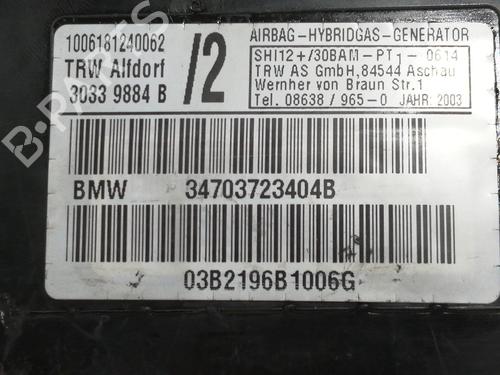 1006181240062
TRW Alfdorf
3033 9884 B
/2
AIRBAG-HYBRIDGAS-GENERATOR
SHI12+/30BAM-PT1-0614
TRW AS GmbH,84544 Aschau
Wernher von Braun Str.1
Tel. 08638/965-0 JAHR:2003
BMW 34703723404B
03B2196B1006G
B-PARTS